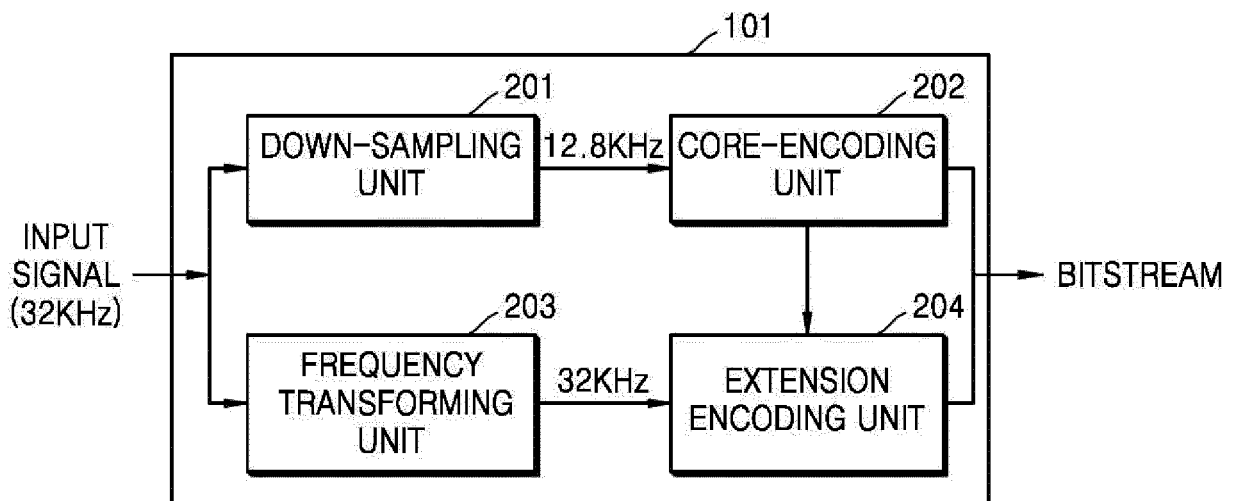 101
201
202
DOWN-SAMPLING
UNIT
12.8KHz
CORE-ENCODING
UNIT
INPUT
SIGNAL
(32KHz)
BITSTREAM
203
204
FREQUENCY
TRANSFORMING
UNIT
32KHz
EXTENSION
ENCODING UNIT